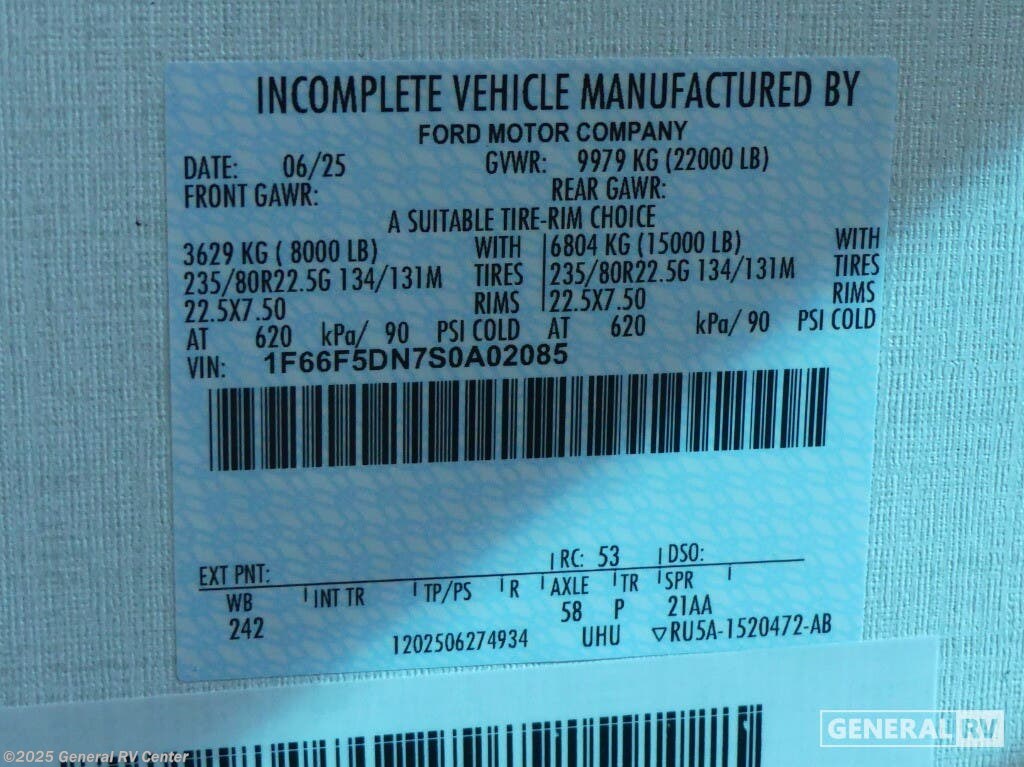 INCOMPLETE VEHICLE MANUFACTURED BY
FORD MOTOR COMPANY
DATE: 06/25 GVWR: 9979 KG (22000 LB)
FRONT GAWR: REAR GAWR:
A SUITABLE TIRE-RIM CHOICE
3629 KG ( 8000 LB) WITH 6804 KG (15000 LB) WITH
235/80R22.5G 134/131M TIRES 235/80R22.5G 134/131M TIRES
22.5X7.50 RIMS 22.5X7.50 RIMS
AT 620 kPa/ 90 PSI COLD AT 620 kPa/ 90 PSI COLD
VIN: 1F66F5DN7S0A02085
EXT PNT: RC: 53 DSO:
WB INT TR TP/PS R AXLE TR SPR
242 58 P 21AA
1202506274934 UHU ▽RU5A-1520472-AB
GENERAL RV
©2025 General RV Center